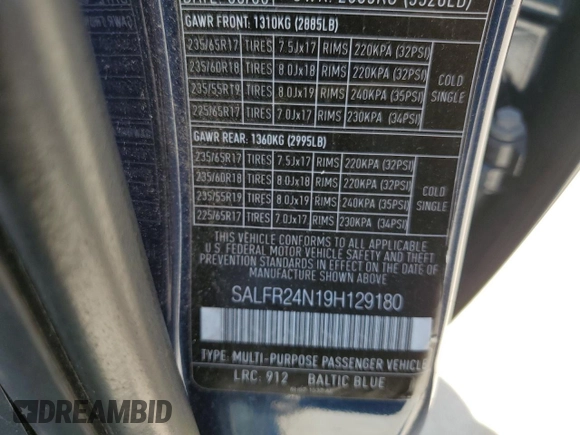 GAWR FRONT: 1310KG (2885LB)
235/65R17 TIRES 7.5Jx17 RIMS 220KPA (32PSI)
235/60R18 TIRES 8.0Jx18 RIMS 220KPA (32PSI)
235/55R19 TIRES 8.0Jx19 RIMS 240KPA (35PSI)
225/65R17 TIRES 7.0Jx17 RIMS 230KPA (34PSI)
COLD
SINGLE
GAWR REAR: 1360KG (2995LB)
235/65R17 TIRES 7.5Jx17 RIMS 220KPA (32PSI)
235/60R18 TIRES 8.0Jx18 RIMS 220KPA (32PSI)
235/55R19 TIRES 8.0Jx19 RIMS 240KPA (35PSI)
225/65R17 TIRES 7.0Jx17 RIMS 230KPA (34PSI)
COLD
SINGLE
THIS VEHICLE CONFORMS TO ALL APPLICABLE
U.S. FEDERAL MOTOR VEHICLE SAFETY AND THEFT
PREVENTION STANDARDS IN EFFECT ON THE DATE
OF MANUFACTURE SHOWN ABOVE
SALFR24N19H129180
TYPE: MULTI-PURPOSE PASSENGER VEHICLE
LRC: 912 BALTIC BLUE
DREAMBID